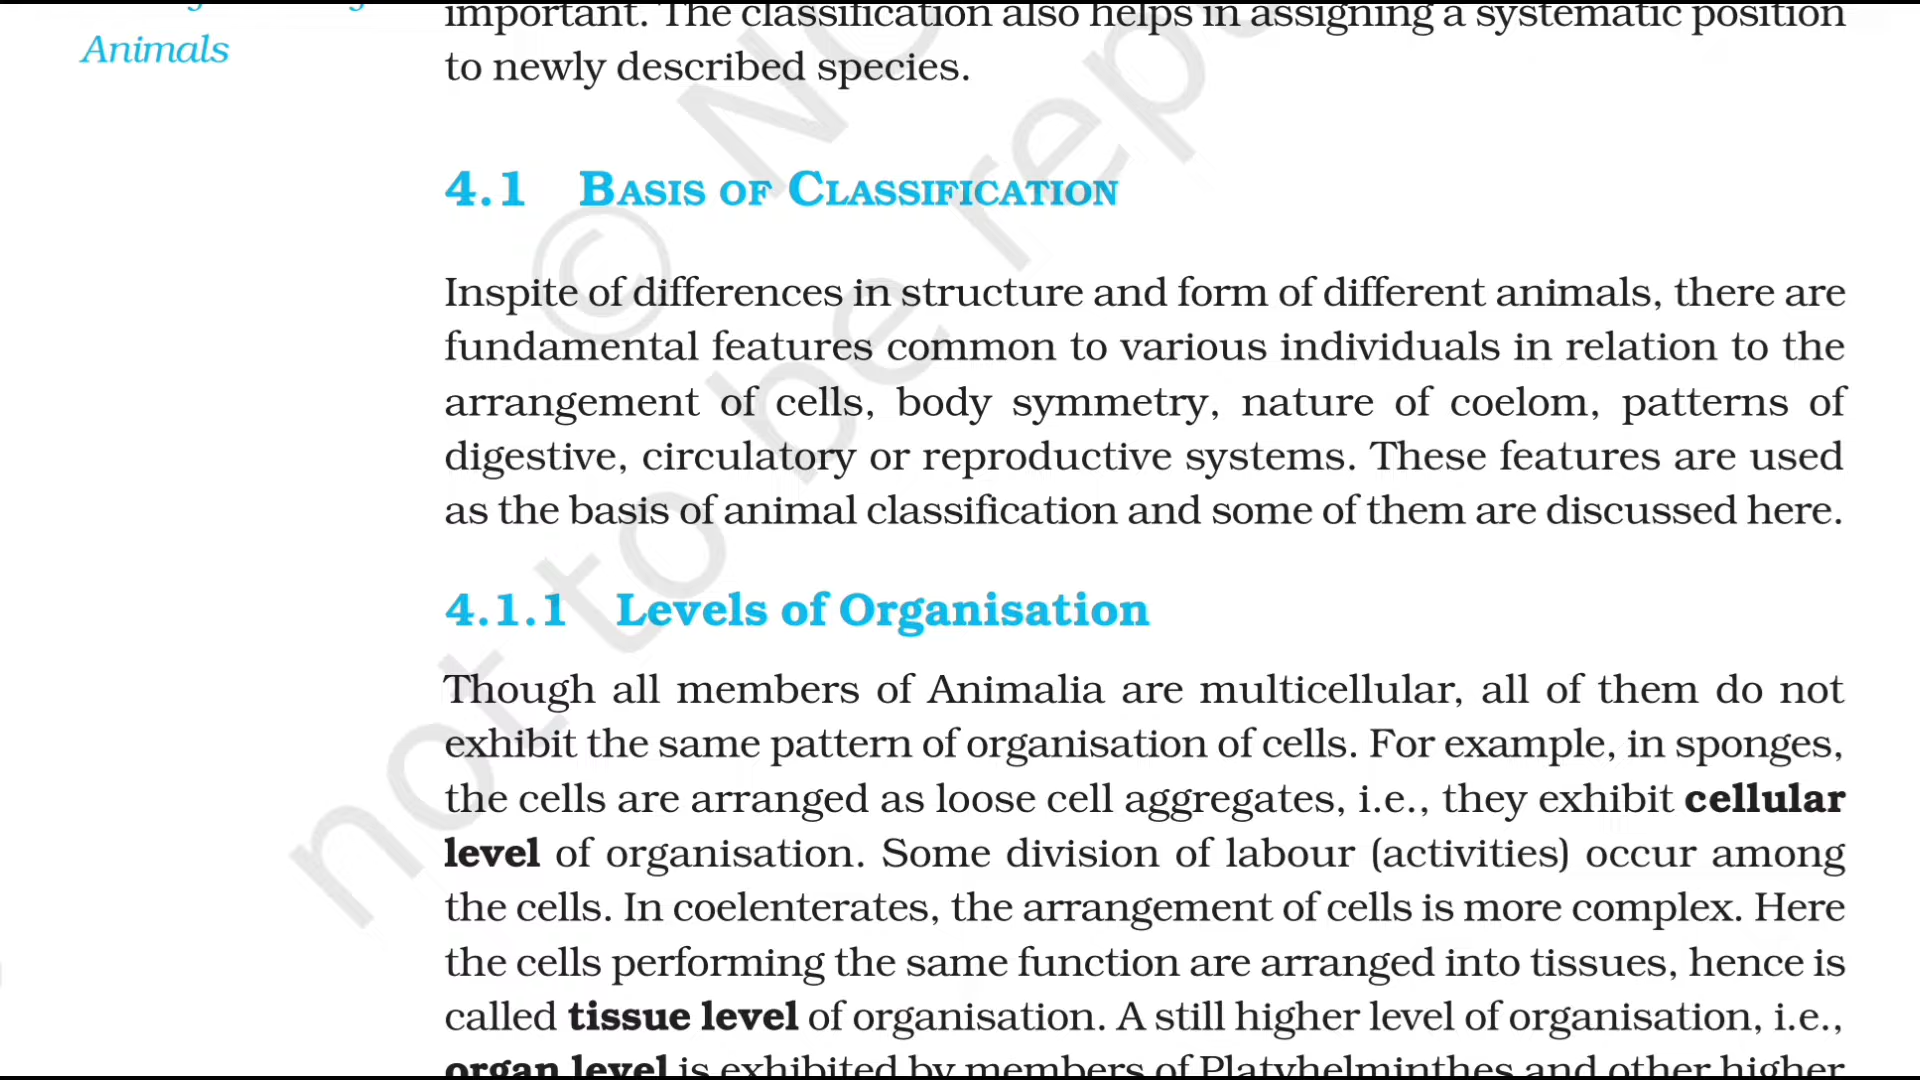 Animals
important. The classification also helps in assigning a systematic position
to newly described species.
4.1 BASIS OF CLASSIFICATION
Inspite of differences in structure and form of different animals, there are
fundamental features common to various individuals in relation to the
arrangement of cells, body symmetry, nature of coelom, patterns of
digestive, circulatory or reproductive systems. These features are used
as the basis of animal classification and some of them are discussed here.
4.1.1 Levels of Organisation
Though all members of Animalia are multicellular, all of them do not
exhibit the same pattern of organisation of cells. For example, in sponges,
the cells are arranged as loose cell aggregates, i.e., they exhibit cellular
level of organisation. Some division of labour (activities) occur among
the cells. In coelenterates, the arrangement of cells is more complex. Here
the cells performing the same function are arranged into tissues, hence is
called tissue level of organisation. A still higher level of organisation, i.e.,
organ level is exhibited by members of Platyhelminthes and other higher
not to be